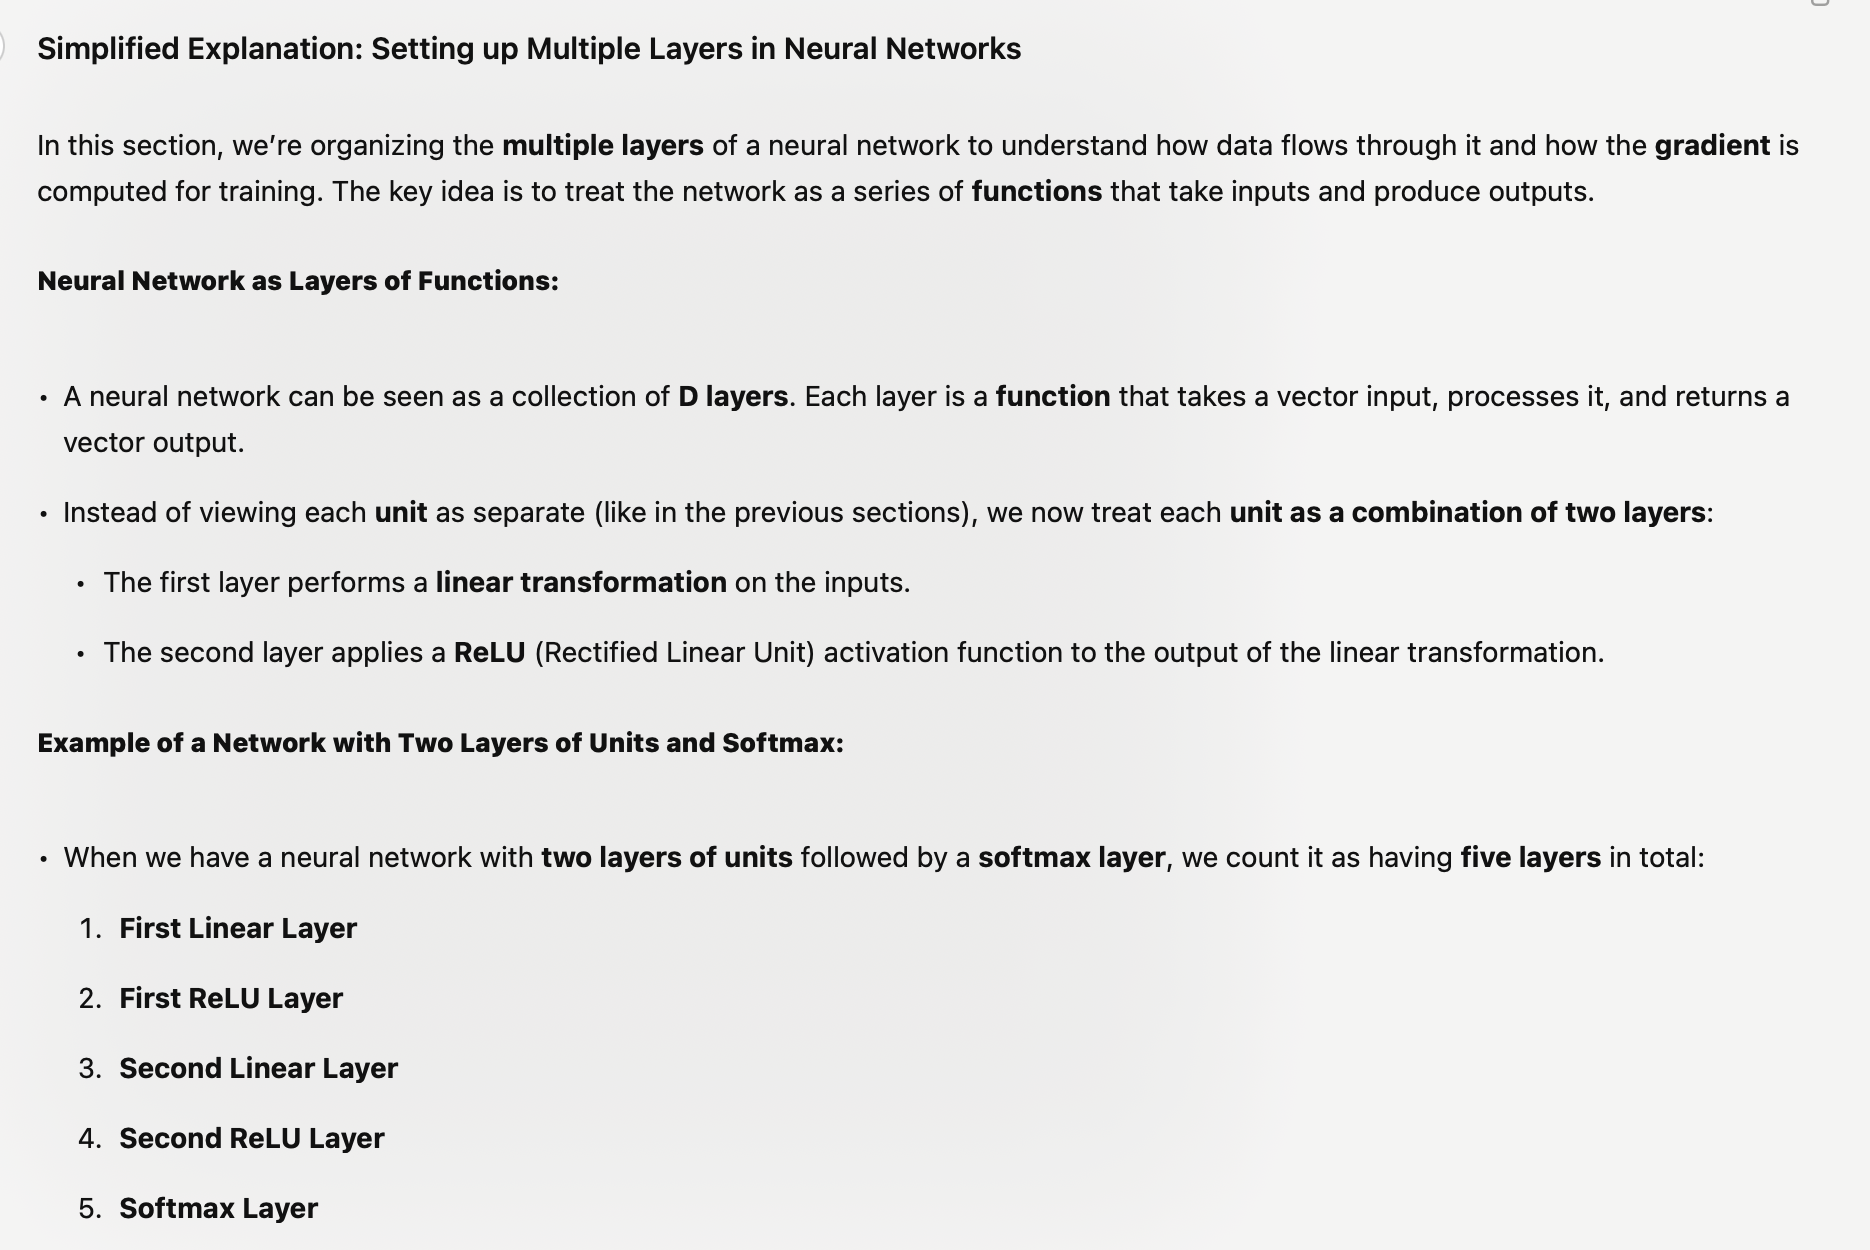 Simplified Explanation: Setting up Multiple Layers in Neural Networks
In this section, we’re organizing the multiple layers of a neural network to understand how data flows through it and how the gradient is
computed for training. The key idea is to treat the network as a series of functions that take inputs and produce outputs.
Neural Network as Layers of Functions:
• A neural network can be seen as a collection of D layers. Each layer is a function that takes a vector input, processes it, and returns a
vector output.
• Instead of viewing each unit as separate (like in the previous sections), we now treat each unit as a combination of two layers:
• The first layer performs a linear transformation on the inputs.
• The second layer applies a ReLU (Rectified Linear Unit) activation function to the output of the linear transformation.
Example of a Network with Two Layers of Units and Softmax:
• When we have a neural network with two layers of units followed by a softmax layer, we count it as having five layers in total:
1. First Linear Layer
2. First ReLU Layer
3. Second Linear Layer
4. Second ReLU Layer
5. Softmax Layer